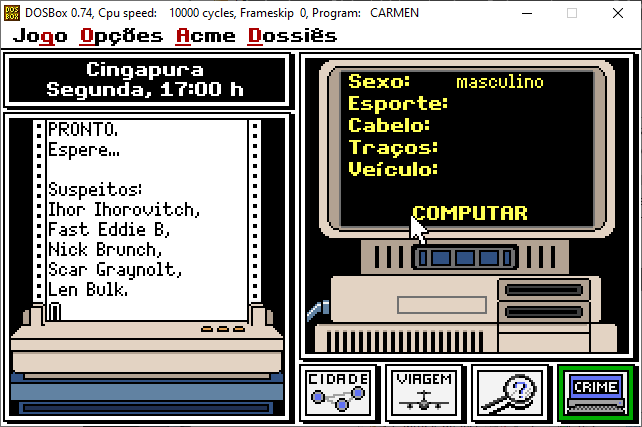 DOS
BOX
DOSBox 0.74, Cpu speed: 10000 cycles, Frameskip 0, Program: CARMEN
Jogo Opções Acme Dossiês
Cingapura
Segunda, 17:00 h
PRONTO.
Espere...
Suspeitos:
Ihor Ihorovitch,
Fast Eddie B,
Nick Brunch,
Scar Graynolt,
Len Bulk.
Sexo: masculino
Esporte:
Cabelo:
Traços:
Veículo:
COMPUTAR
CIDADE
VIAGEM
?
CRIME